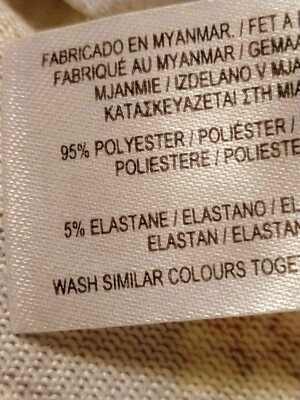 FABRICADO EN MYANMAR. / FET A
FABRIQUÉ AU MYANMAR / GEMAA
MJANMIE / IZDELANO V MJA
ΚΑΤΑΣΚΕΥΑΖΕΤΑΙ ΣΤΗ ΜΙΑ
95% POLYESTER / POLIÉSTER /
POLIESTERE / POLIESTE
5% ELASTANE / ELASTANO / EL
ELASTAN / ELASTAN
WASH SIMILAR COLOURS TOGE